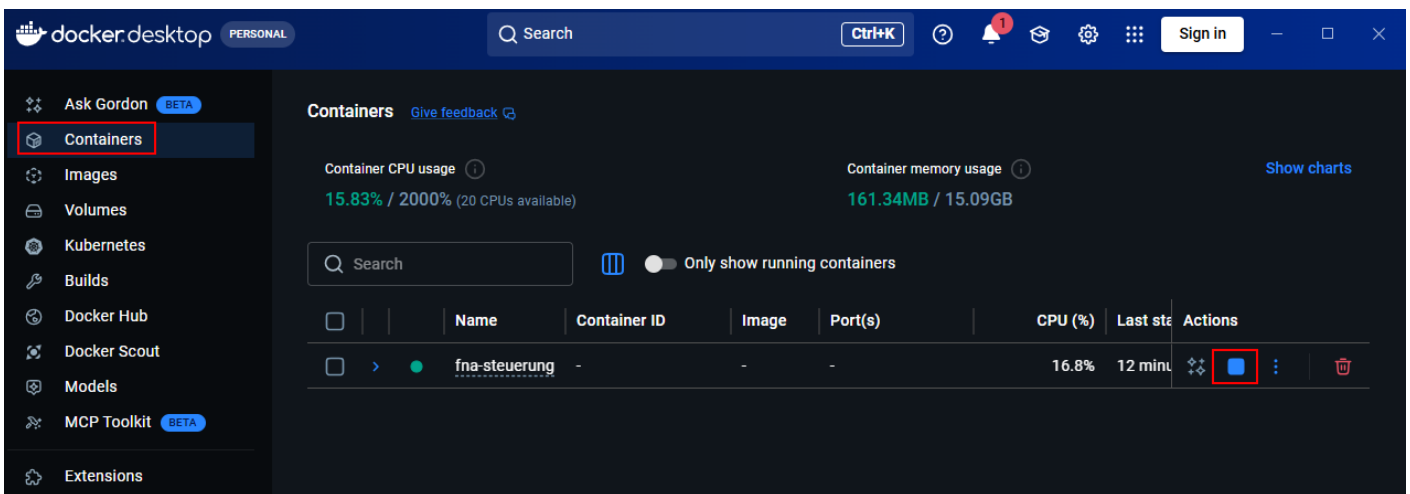 docker.desktop PERSONAL Search Ctrl+K 1 Sign in
Ask Gordon BETA
Containers
Images
Volumes
Kubernetes
Builds
Docker Hub
Docker Scout
Models
MCP Toolkit BETA
Extensions
Containers Give feedback
Container CPU usage
15.83% / 2000% (20 CPUs available)
Container memory usage
161.34MB / 15.09GB
Show charts
Search
Only show running containers
Name Container ID Image Port(s) CPU (%) Last sta Actions
fna-steuerung - - - 16.8% 12 minu